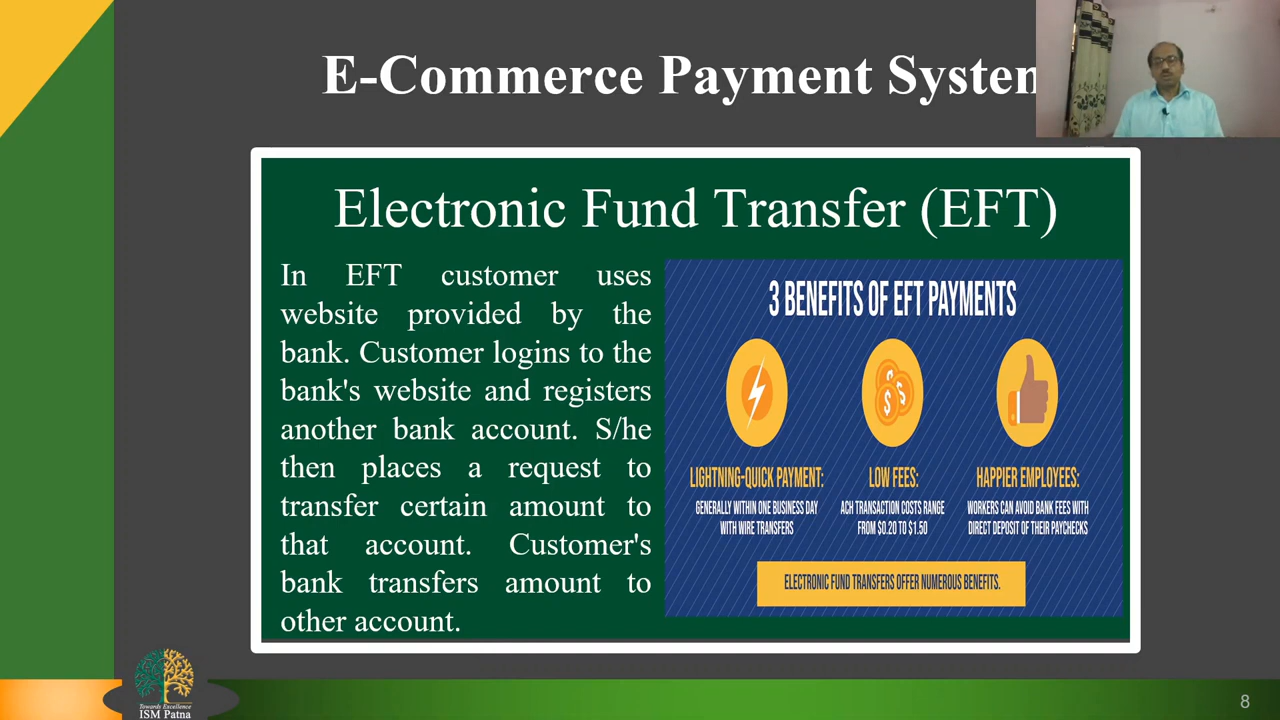 E-Commerce Payment System
Electronic Fund Transfer (EFT)
In EFT customer uses
website provided by the
bank. Customer logins to the
bank's website and registers
another bank account. S/he
then places a request to
transfer certain amount to
that account. Customer's
bank transfers amount to
other account.
3 BENEFITS OF EFT PAYMENTS
LIGHTNING-QUICK PAYMENT:
GENERALLY WITHIN ONE BUSINESS DAY
WITH WIRE TRANSFERS
LOW FEES:
ACH TRANSACTION COSTS RANGE
FROM $0.20 TO $1.50
HAPPIER EMPLOYEES:
WORKERS CAN AVOID BANK FEES WITH
DIRECT DEPOSIT OF THEIR PAYCHECKS
ELECTRONIC FUND TRANSFERS OFFER NUMEROUS BENEFITS.
Towards Excellence
ISM Patna
8